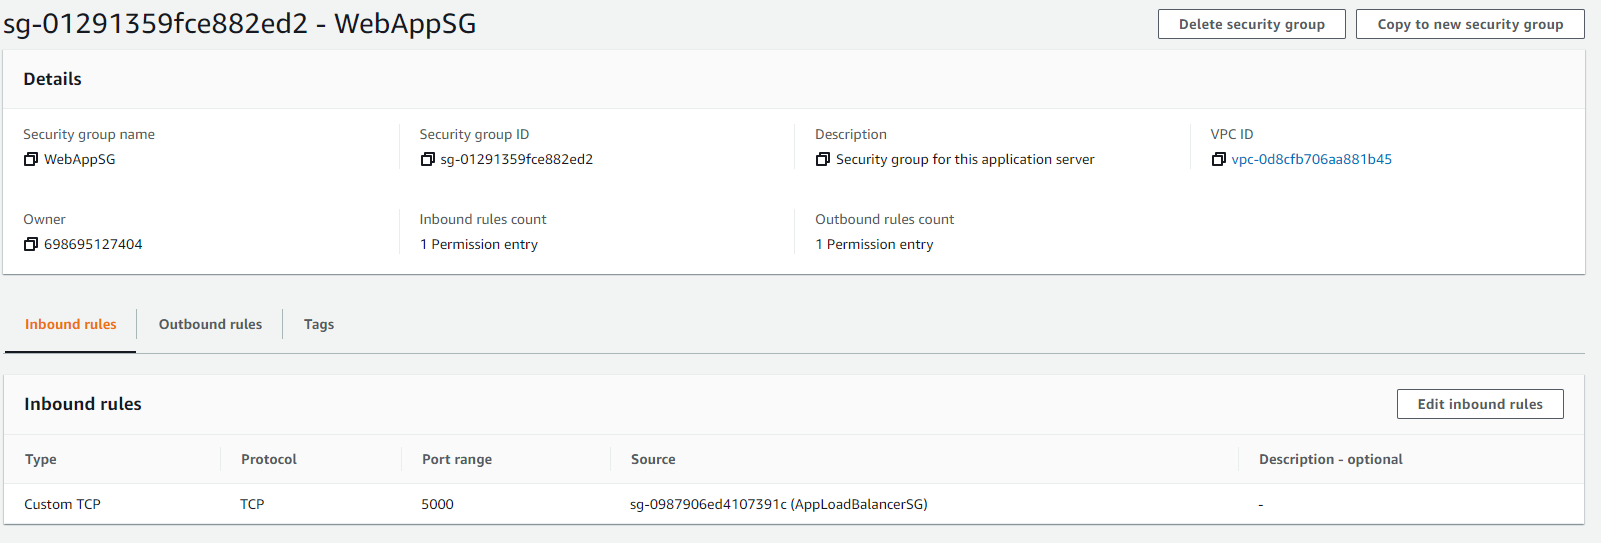 sg-01291359fce882ed2 - WebAppSG
Delete security group
Copy to new security group
Details
Security group name
WebAppSG
Security group ID
sg-01291359fce882ed2
Description
Security group for this application server
VPC ID
vpc-0d8cfb706aa881b45
Owner
698695127404
Inbound rules count
1 Permission entry
Outbound rules count
1 Permission entry
Inbound rules
Outbound rules
Tags
Inbound rules
Edit inbound rules
Type Protocol Port range Source Description - optional
Custom TCP TCP 5000 sg-0987906ed4107391c (AppLoadBalancerSG) -